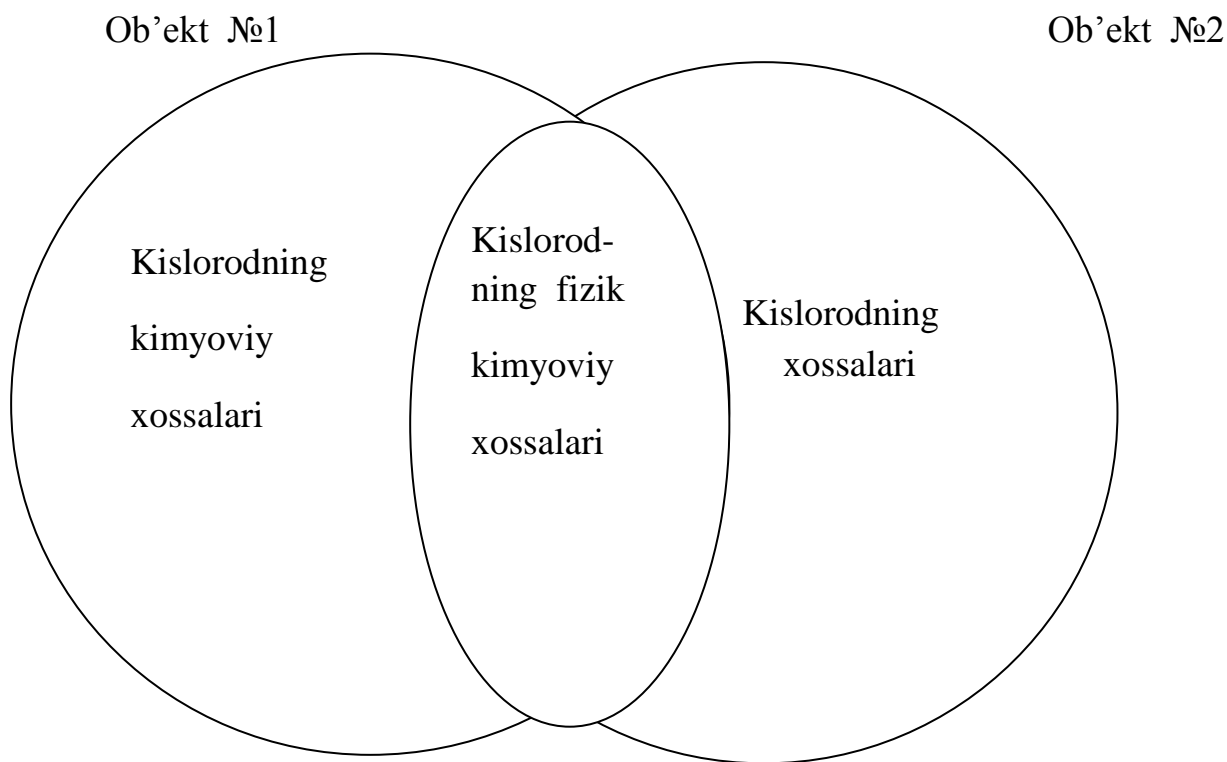 Ob’ekt №1
Ob’ekt №2
Kislorodning
kimyoviy
xossalari
Kislorod-
ning fizik
kimyoviy
xossalari
Kislorodning
xossalari